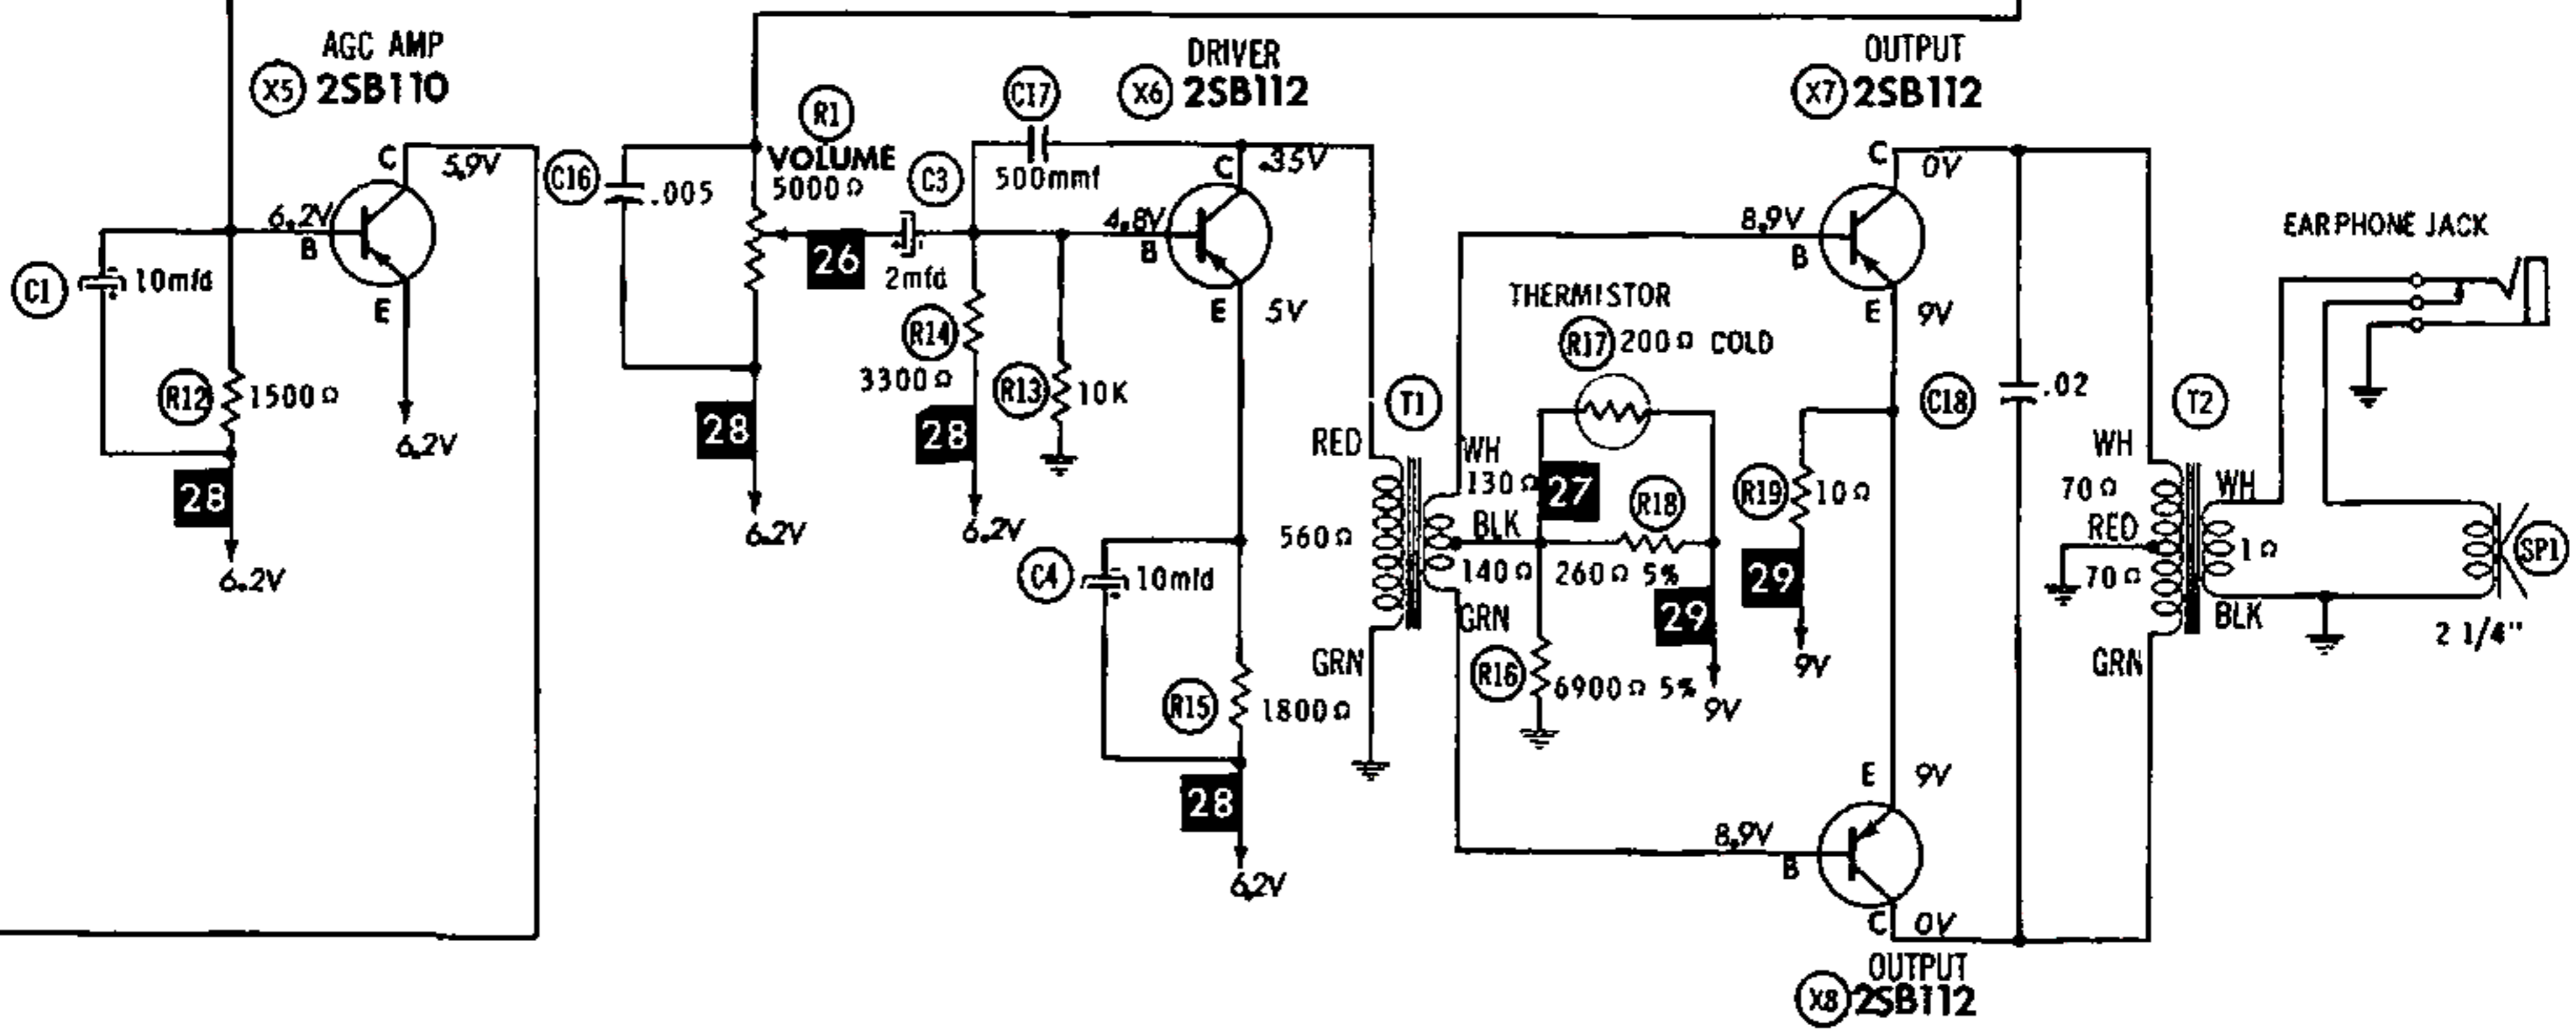 AGC AMP
X5 2SB110
C
5.9V
6.2V
B
E
C1
10mfd
R12
1500Ω
6.2V
28
6.2V
R1
VOLUME
5000Ω
C16
.005
26
C3
2mfd
28
6.2V
C17
500mmf
R14
3300Ω
28
6.2V
R13
10K
DRIVER
X6 2SB112
C
.35V
4.8V
B
E
5V
C4
10mfd
R15
1800Ω
28
6.2V
T1
RED
560Ω
GRN
WH
130Ω
BLK
140Ω
GRN
THERMISTOR
R17 200Ω COLD
27
R18
260Ω 5%
29
9V
R16
6900Ω 5%
OUTPUT
X7 2SB112
C
0V
8.9V
B
E
9V
R19
10Ω
29
9V
C18
.02
E
9V
8.9V
B
C
0V
OUTPUT
X8 2SB112
T2
WH
70Ω
RED
70Ω
GRN
WH
1Ω
BLK
EARPHONE JACK
SP1
2 1/4"